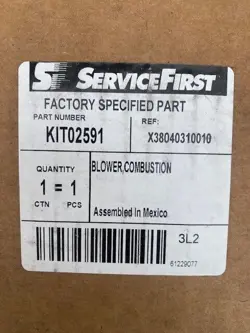 SERVICEFIRST
FACTORY SPECIFIED PART
PART NUMBER
REF:
KIT02591
X38040310010
QUANTITY
BLOWER,COMBUSTION
1 = 1
CTN PCS
Assembled In Mexico
3L2
61229077